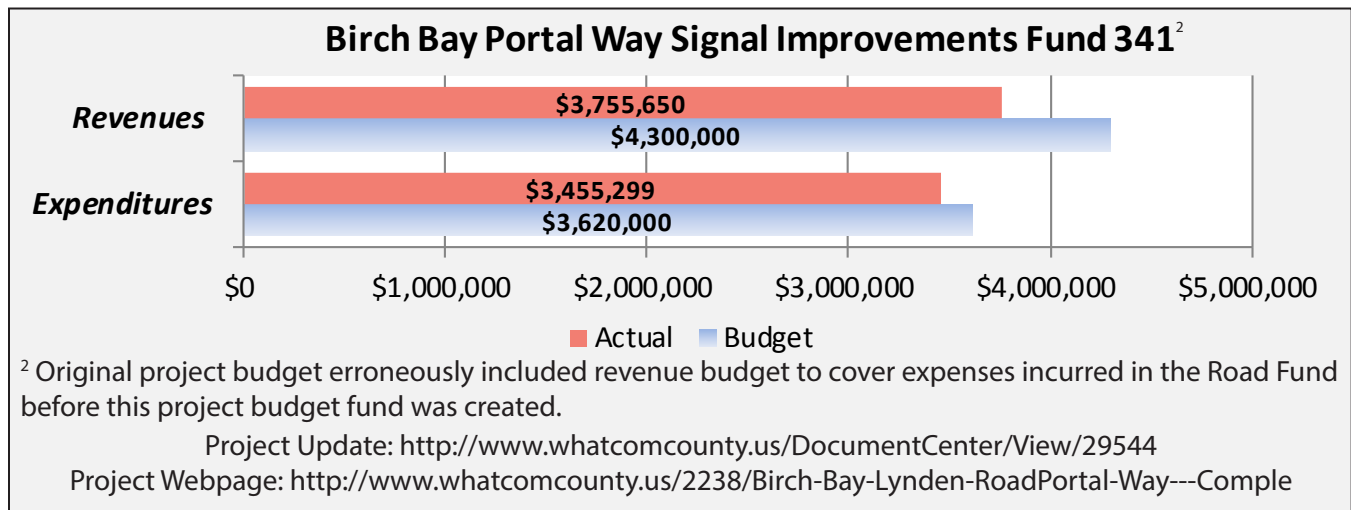 Birch Bay Portal Way Signal Improvements Fund 341²
Revenues
$3,755,650
$4,300,000
Expenditures
$3,455,299
$3,620,000
$0 $1,000,000 $2,000,000 $3,000,000 $4,000,000 $5,000,000
Actual Budget
² Original project budget erroneously included revenue budget to cover expenses incurred in the Road Fund
before this project budget fund was created.
Project Update: http://www.whatcomcounty.us/DocumentCenter/View/29544
Project Webpage: http://www.whatcomcounty.us/2238/Birch-Bay-Lynden-RoadPortal-Way---Comple